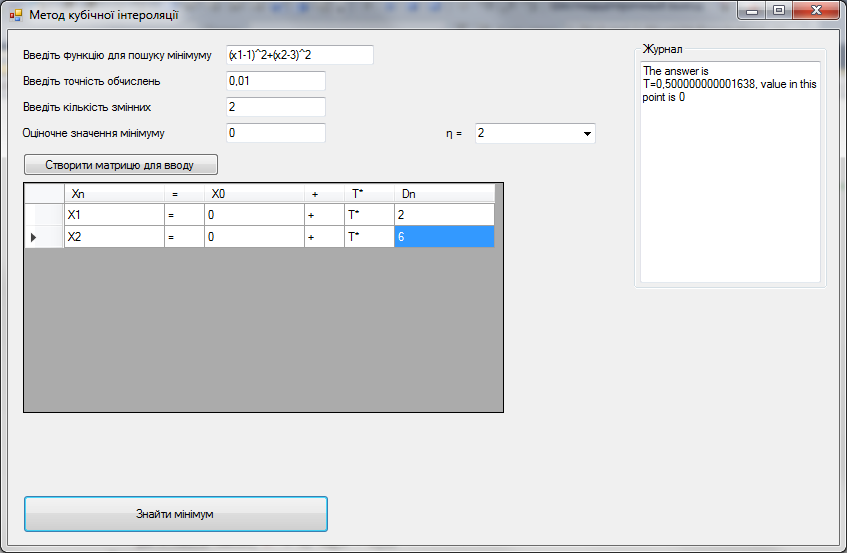 Метод кубічної інтероляції
Введіть функцію для пошуку мінімуму (x1-1)^2+(x2-3)^2
Введіть точність обчислень 0,01
Введіть кількість змінних 2
Оціночне значення мінімуму 0 η = 2
Створити матрицю для вводу
Xn = X0 + T* Dn
X1 = 0 + T* 2
X2 = 0 + T* 6
Знайти мінімум
Журнал
The answer is
T=0,500000000001638, value in this
point is 0